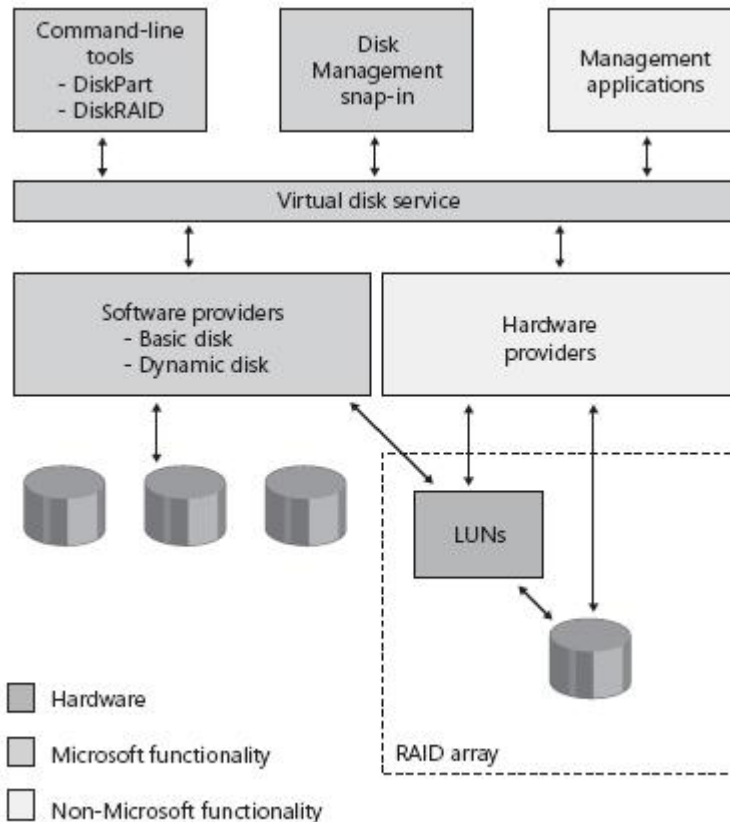 Command-line
tools
- DiskPart
- DiskRAID
Disk
Management
snap-in
Management
applications
Virtual disk service
Software providers
- Basic disk
- Dynamic disk
Hardware
providers
LUNs
RAID array
Hardware
Microsoft functionality
Non-Microsoft functionality